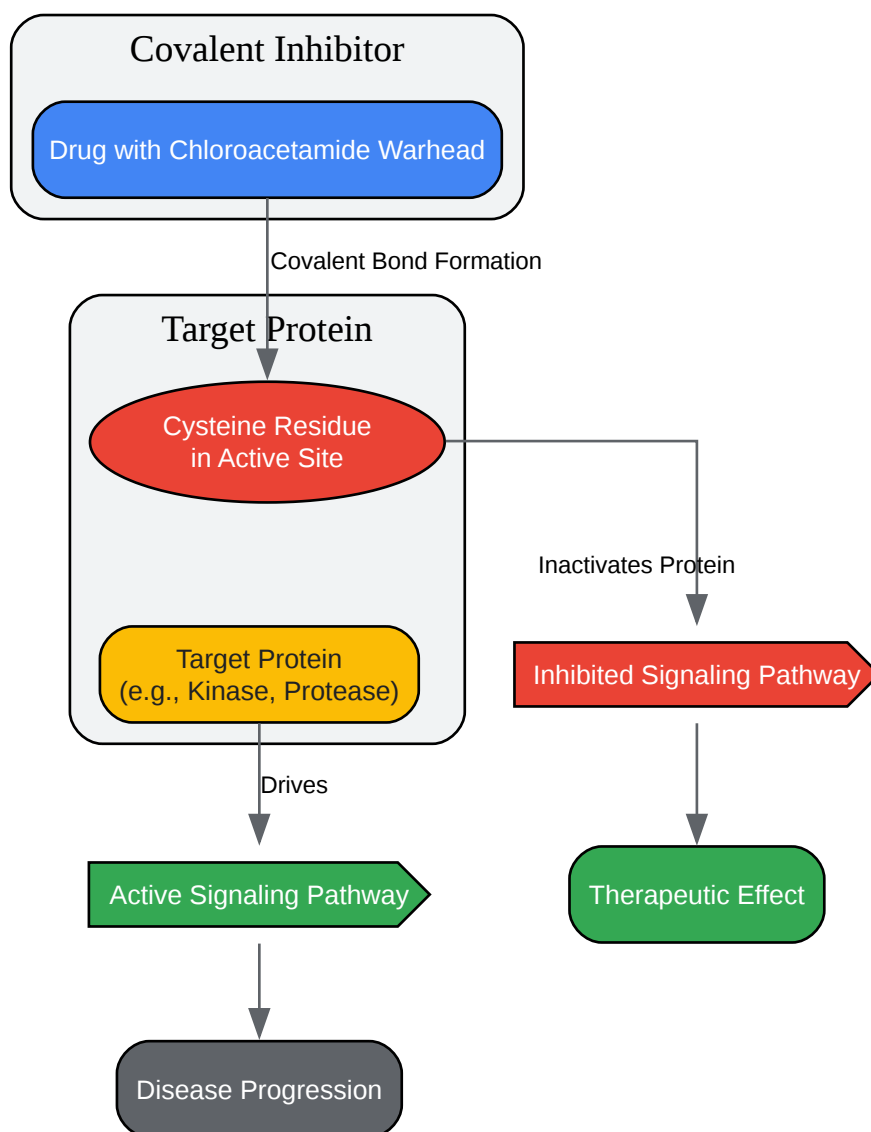 Covalent Inhibitor
Drug with Chloroacetamide Warhead
Covalent Bond Formation
Target Protein
Cysteine Residue
in Active Site
Inactivates Protein
Target Protein
(e.g., Kinase, Protease)
Inhibited Signaling Pathway
Drives
Active Signaling Pathway
Therapeutic Effect
Disease Progression